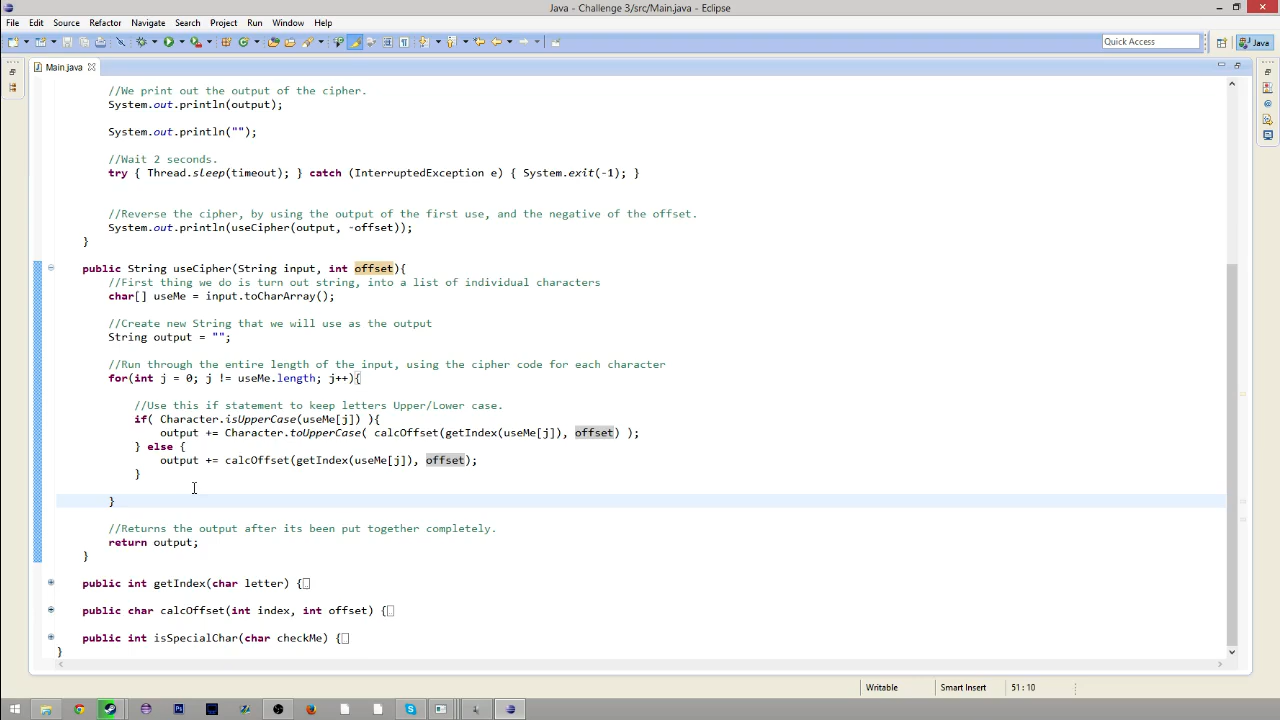 Java - Challenge 3/src/Main.java - Eclipse
File Edit Source Refactor Navigate Search Project Run Window Help
Quick Access
Java
Main.java
//We print out the output of the cipher.
System.out.println(output);
System.out.println("");
//Wait 2 seconds.
try { Thread.sleep(timeout); } catch (InterruptedException e) { System.exit(-1); }
//Reverse the cipher, by using the output of the first use, and the negative of the offset.
System.out.println(useCipher(output, -offset));
}
public String useCipher(String input, int offset){
//First thing we do is turn out string, into a list of individual characters
char[] useMe = input.toCharArray();
//Create new String that we will use as the output
String output = "";
//Run through the entire length of the input, using the cipher code for each character
for(int j = 0; j != useMe.length; j++){
//Use this if statement to keep letters Upper/Lower case.
if( Character.isUpperCase(useMe[j]) ){
output += Character.toUpperCase( calcOffset(getIndex(useMe[j]), offset) );
} else {
output += calcOffset(getIndex(useMe[j]), offset);
}
}
//Returns the output after its been put together completely.
return output;
}
public int getIndex(char letter) {
public char calcOffset(int index, int offset) {
public int isSpecialChar(char checkMe) {
}
Writable Smart Insert 51 : 10